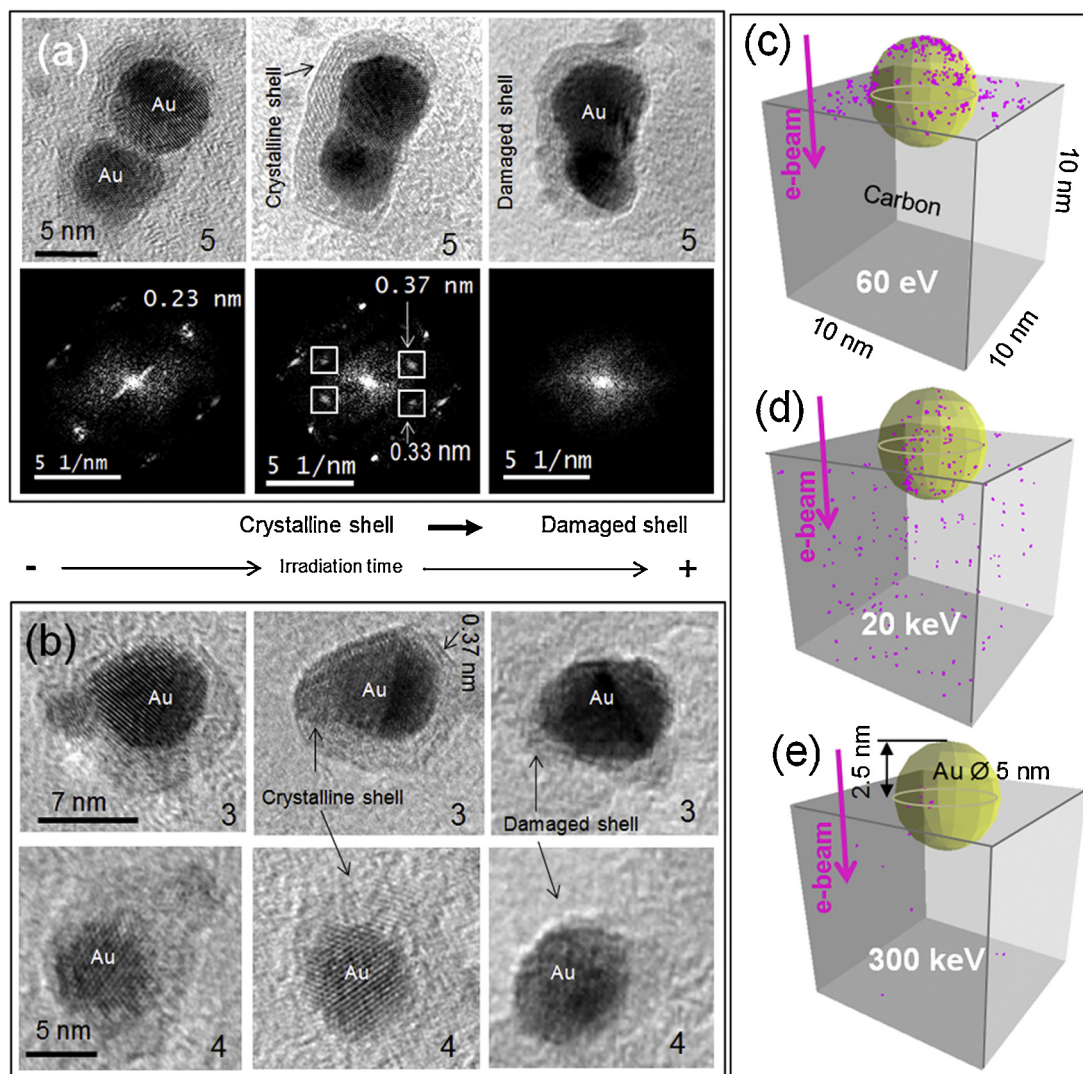 (a)
Au
Au
5 nm
5
Crystalline shell
5
Damaged shell
Au
5
0.23 nm
5 1/nm
0.37 nm
0.33 nm
5 1/nm
5 1/nm
Crystalline shell
Damaged shell
-
Irradiation time
+
(b)
Au
7 nm
3
Au
0.37 nm
Crystalline shell
3
Au
Damaged shell
3
Au
5 nm
4
Au
4
Au
4
(c)
e-beam
Carbon
60 eV
10 nm
10 nm
10 nm
(d)
e-beam
20 keV
(e)
2.5 nm
Au Ø 5 nm
e-beam
300 keV